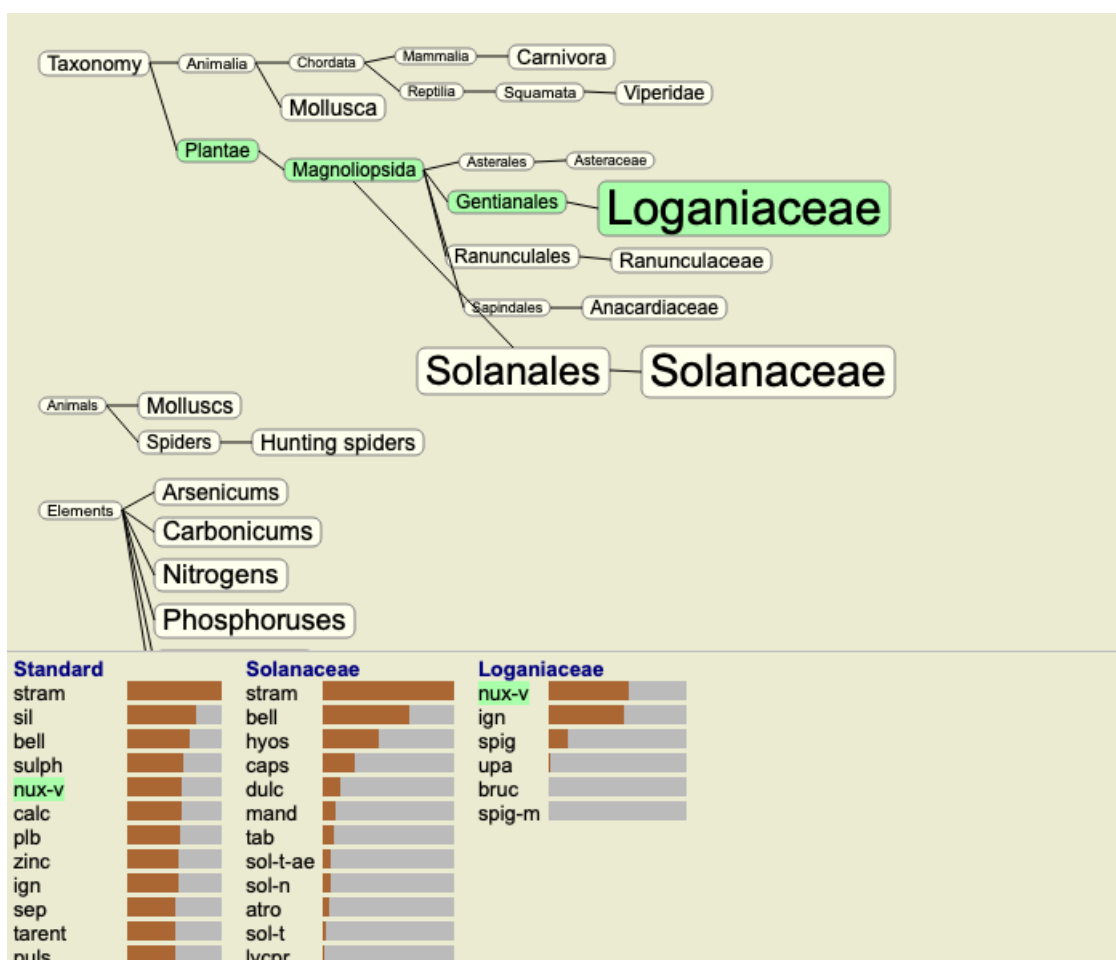 Taxonomy
Animalia
Chordata
Mammalia
Carnivora
Reptilia
Squamata
Viperidae
Mollusca
Plantae
Magnoliopsida
Asterales
Asteraceae
Gentianales
Loganiaceae
Ranunculales
Ranunculaceae
Sapindales
Anacardiaceae
Solanales
Solanaceae
Animals
Molluscs
Spiders
Hunting spiders
Elements
Arsenicums
Carbonicums
Nitrogens
Phosphoruses
Standard
stram
sil
bell
sulph
nux-v
calc
plb
zinc
ign
sep
tarent
puls
Solanaceae
stram
bell
hyos
caps
dulc
mand
tab
sol-t-ae
sol-n
atro
sol-t
lycpr
Loganiaceae
nux-v
ign
spig
upa
bruc
spig-m